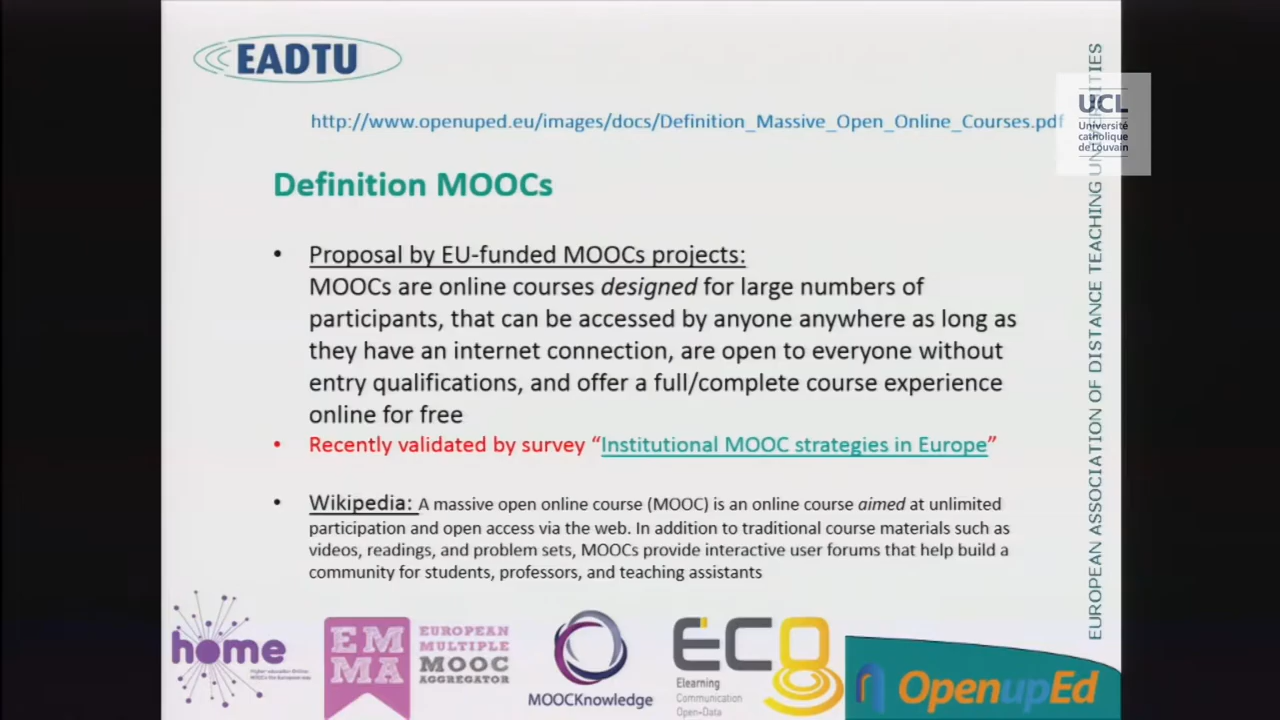 EADTU
http://www.openuped.eu/images/docs/Definition_Massive_Open_Online_Courses.pdf
UCL
Université
catholique
de Louvain
Definition MOOCs
• Proposal by EU-funded MOOCs projects:
MOOCs are online courses designed for large numbers of
participants, that can be accessed by anyone anywhere as long as
they have an internet connection, are open to everyone without
entry qualifications, and offer a full/complete course experience
online for free
• Recently validated by survey “Institutional MOOC strategies in Europe”
• Wikipedia: A massive open online course (MOOC) is an online course aimed at unlimited
participation and open access via the web. In addition to traditional course materials such as
videos, readings, and problem sets, MOOCs provide interactive user forums that help build a
community for students, professors, and teaching assistants
EUROPEAN ASSOCIATION OF DISTANCE TEACHING UNIVERSITIES
home
Higher education Online:
MOOCs the European way
EM
MA
EUROPEAN
MULTIPLE
MOOC
AGGREGATOR
MOOCKnowledge
ECO
Elearning
Communication
Open-Data
OpenupEd